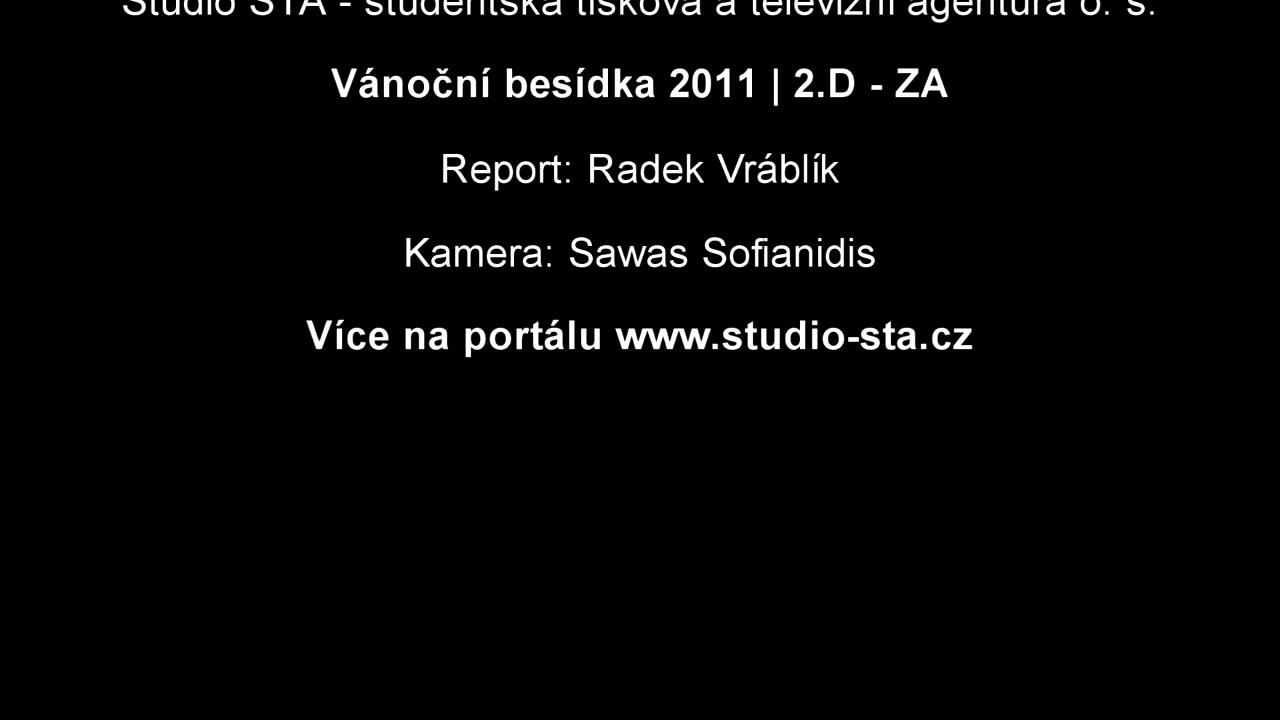 Studio STA - studentská tisková a televizní agentura o. s.
Vánoční besídka 2011 | 2.D - ZA
Report: Radek Vráblík
Kamera: Sawas Sofianidis
Více na portálu www.studio-sta.cz